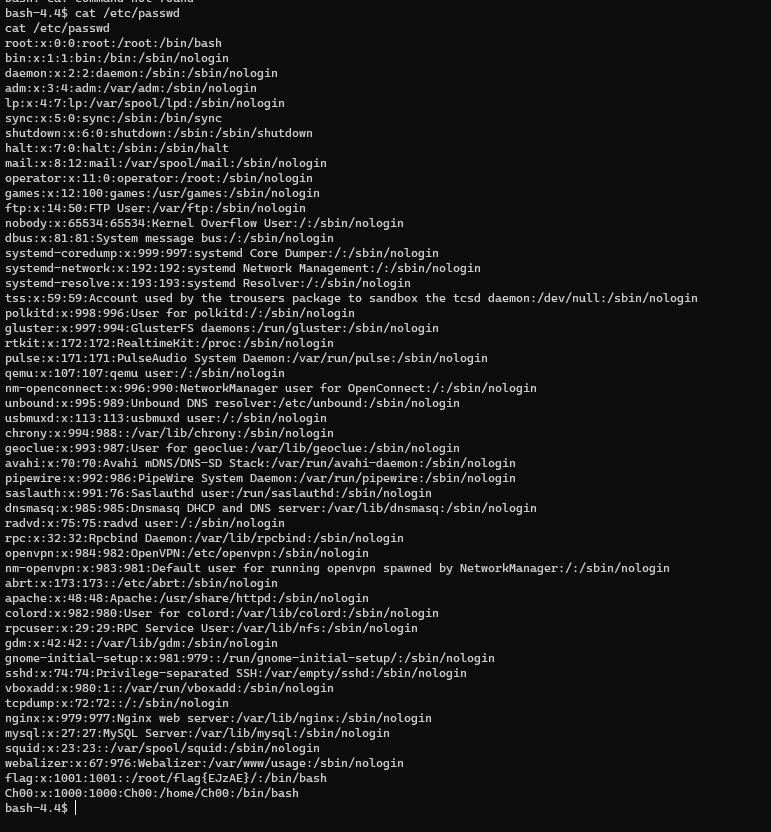 bash-4.4$ cat /etc/passwd
cat /etc/passwd
root:x:0:0:root:/root:/bin/bash
bin:x:1:1:bin:/bin:/sbin/nologin
daemon:x:2:2:daemon:/sbin:/sbin/nologin
adm:x:3:4:adm:/var/adm:/sbin/nologin
lp:x:4:7:lp:/var/spool/lpd:/sbin/nologin
sync:x:5:0:sync:/sbin:/bin/sync
shutdown:x:6:0:shutdown:/sbin:/sbin/shutdown
halt:x:7:0:halt:/sbin:/sbin/halt
mail:x:8:12:mail:/var/spool/mail:/sbin/nologin
operator:x:11:0:operator:/root:/sbin/nologin
games:x:12:100:games:/usr/games:/sbin/nologin
ftp:x:14:50:FTP User:/var/ftp:/sbin/nologin
nobody:x:65534:65534:Kernel Overflow User:/:/sbin/nologin
dbus:x:81:81:System message bus:/:/sbin/nologin
systemd-coredump:x:999:997:systemd Core Dumper:/:/sbin/nologin
systemd-network:x:192:192:systemd Network Management:/:/sbin/nologin
systemd-resolve:x:193:193:systemd Resolver:/:/sbin/nologin
tss:x:59:59:Account used by the trousers package to sandbox the tcsd daemon:/dev/null:/sbin/nologin
polkitd:x:998:996:User for polkitd:/:/sbin/nologin
gluster:x:997:994:GlusterFS daemons:/run/gluster:/sbin/nologin
rtkit:x:172:172:RealtimeKit:/proc:/sbin/nologin
pulse:x:171:171:PulseAudio System Daemon:/var/run/pulse:/sbin/nologin
qemu:x:107:107:qemu user:/:/sbin/nologin
nm-openconnect:x:996:990:NetworkManager user for OpenConnect:/:/sbin/nologin
unbound:x:995:989:Unbound DNS resolver:/etc/unbound:/sbin/nologin
usbmuxd:x:113:113:usbmuxd user:/:/sbin/nologin
chrony:x:994:988::/var/lib/chrony:/sbin/nologin
geoclue:x:993:987:User for geoclue:/var/lib/geoclue:/sbin/nologin
avahi:x:70:70:Avahi mDNS/DNS-SD Stack:/var/run/avahi-daemon:/sbin/nologin
pipewire:x:992:986:PipeWire System Daemon:/var/run/pipewire:/sbin/nologin
saslauth:x:991:76:Saslauthd user:/run/saslauthd:/sbin/nologin
dnsmasq:x:985:985:Dnsmasq DHCP and DNS server:/var/lib/dnsmasq:/sbin/nologin
radvd:x:75:75:radvd user:/:/sbin/nologin
rpc:x:32:32:Rpcbind Daemon:/var/lib/rpcbind:/sbin/nologin
openvpn:x:984:982:OpenVPN:/etc/openvpn:/sbin/nologin
nm-openvpn:x:983:981:Default user for running openvpn spawned by NetworkManager:/:/sbin/nologin
abrt:x:173:173::/etc/abrt:/sbin/nologin
apache:x:48:48:Apache:/usr/share/httpd:/sbin/nologin
colord:x:982:980:User for colord:/var/lib/colord:/sbin/nologin
rpcuser:x:29:29:RPC Service User:/var/lib/nfs:/sbin/nologin
gdm:x:42:42::/var/lib/gdm:/sbin/nologin
gnome-initial-setup:x:981:979::/run/gnome-initial-setup/:/sbin/nologin
sshd:x:74:74:Privilege-separated SSH:/var/empty/sshd:/sbin/nologin
vboxadd:x:980:1::/var/run/vboxadd:/sbin/nologin
tcpdump:x:72:72::/:/sbin/nologin
nginx:x:979:977:Nginx web server:/var/lib/nginx:/sbin/nologin
mysql:x:27:27:MySQL Server:/var/lib/mysql:/sbin/nologin
squid:x:23:23::/var/spool/squid:/sbin/nologin
webalizer:x:67:976:Webalizer:/var/www/usage:/sbin/nologin
flag:x:1001:1001::/root/flag{EJzAE}/:/bin/bash
Ch00:x:1000:1000:Ch00:/home/Ch00:/bin/bash
bash-4.4$